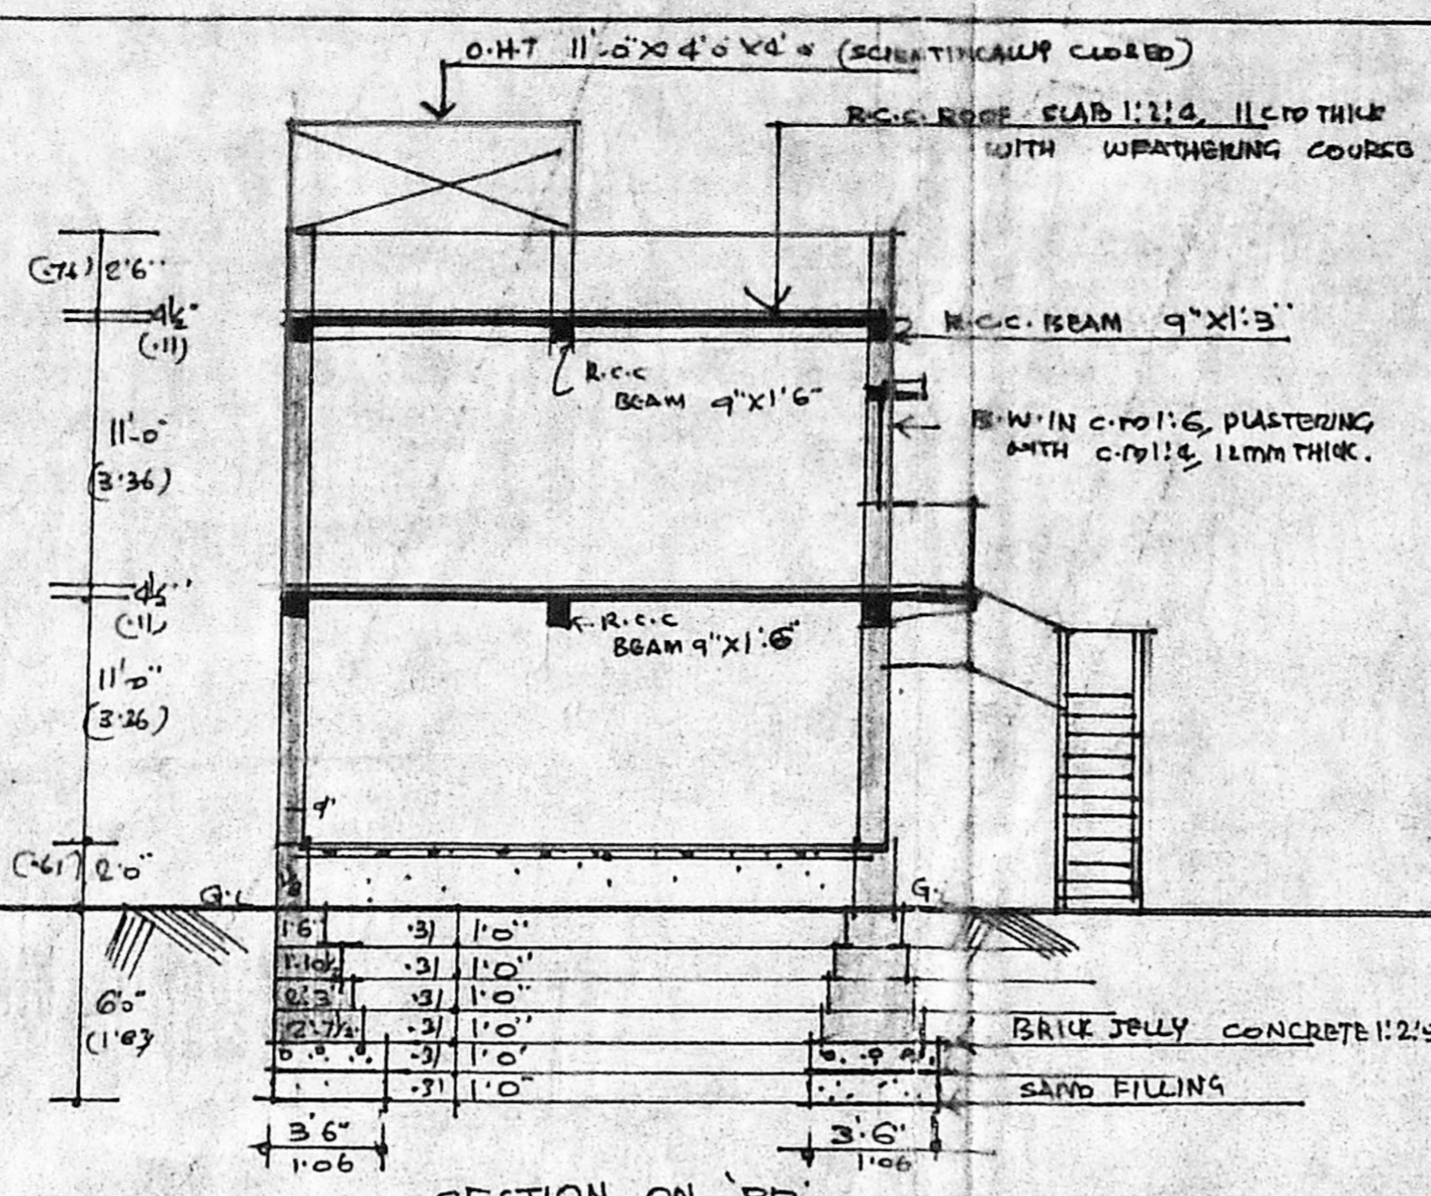 O.H.T 11'-0"X4'0"X4'0 (SCIENTIFICALLY CLOSED)
R.C.C. ROOF SLAB 1:2:4, 11 CM THICK
WITH WEATHERING COURSE
(.76) 2'6"
4½"
(.11)
R.C.C. BEAM 9"X1'.3"
R.C.C
BEAM 9"X1'6"
11'-0"
(3.36)
B.W. IN C.M 1:6, PLASTERING
WITH C.M 1:4, 12MM THICK.
4½"
(.11)
R.C.C
BEAM 9"X1'.6"
11'-0"
(3.36)
9"
(.61) 2'0"
G.L
G.L
1'6" .31 1'0"
1'.10½ .31 1'0"
2'.3" .31 1'0"
6'0" 2'.7½ .31 1'0"
(1.83) .31 1'0"
.31 1'0"
BRICK JELLY CONCRETE 1:2:
SAND FILLING
3'6"
1.06
3'.6"
1.06
SECTION ON